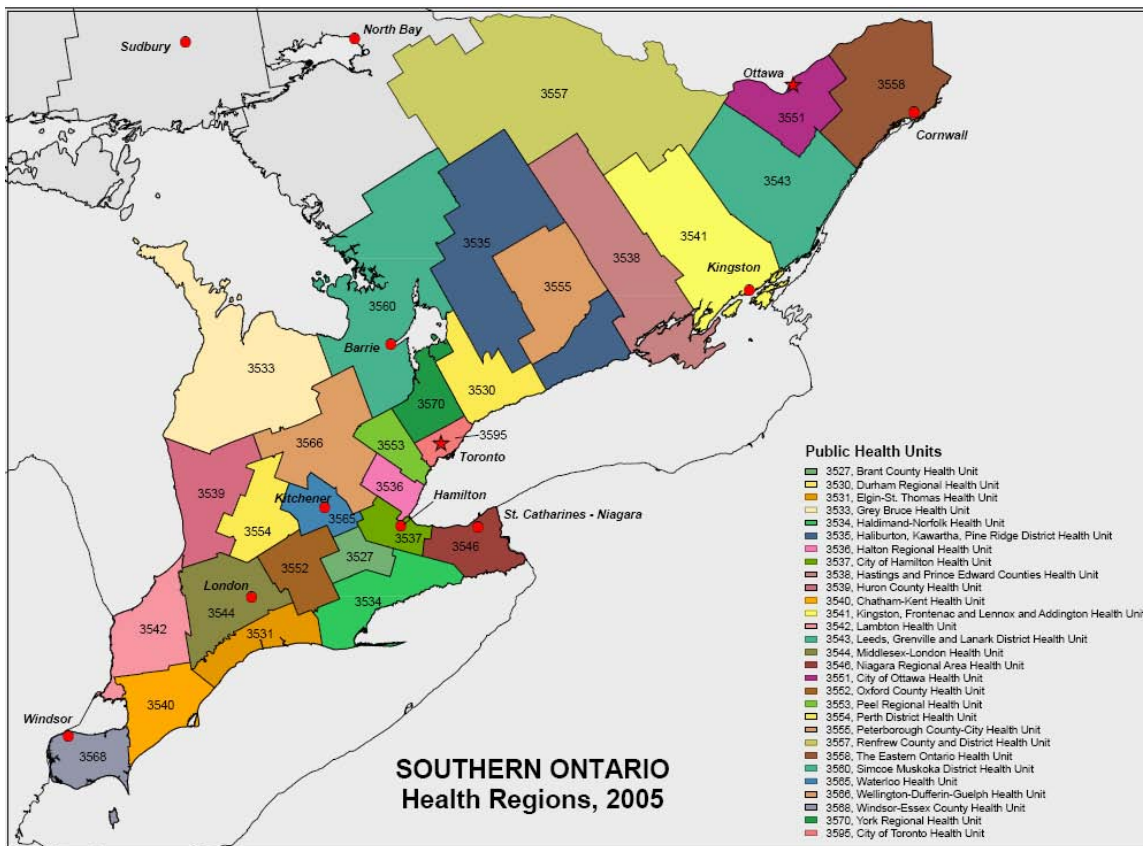 Sudbury
North Bay
Ottawa
3557
3558
3551
Cornwall
3543
3535
3541
3538
Kingston
3555
3560
Barrie
3533
3530
3570
3595
3553
Toronto
3566
3536
Hamilton
3539
Kitchener
3565
St. Catharines - Niagara
3554
3537
3546
3527
3552
London
3534
3544
3542
3531
3540
Windsor
3568
SOUTHERN ONTARIO
Health Regions, 2005
Public Health Units
3527, Brant County Health Unit
3530, Durham Regional Health Unit
3531, Elgin-St. Thomas Health Unit
3533, Grey Bruce Health Unit
3534, Haldimand-Norfolk Health Unit
3535, Haliburton, Kawartha, Pine Ridge District Health Unit
3536, Halton Regional Health Unit
3537, City of Hamilton Health Unit
3538, Hastings and Prince Edward Counties Health Unit
3539, Huron County Health Unit
3540, Chatham-Kent Health Unit
3541, Kingston, Frontenac and Lennox and Addington Health Unit
3542, Lambton Health Unit
3543, Leeds, Grenville and Lanark District Health Unit
3544, Middlesex-London Health Unit
3546, Niagara Regional Area Health Unit
3551, City of Ottawa Health Unit
3552, Oxford County Health Unit
3553, Peel Regional Health Unit
3554, Perth District Health Unit
3555, Peterborough County-City Health Unit
3557, Renfrew County and District Health Unit
3558, The Eastern Ontario Health Unit
3560, Simcoe Muskoka District Health Unit
3565, Waterloo Health Unit
3566, Wellington-Dufferin-Guelph Health Unit
3568, Windsor-Essex County Health Unit
3570, York Regional Health Unit
3595, City of Toronto Health Unit